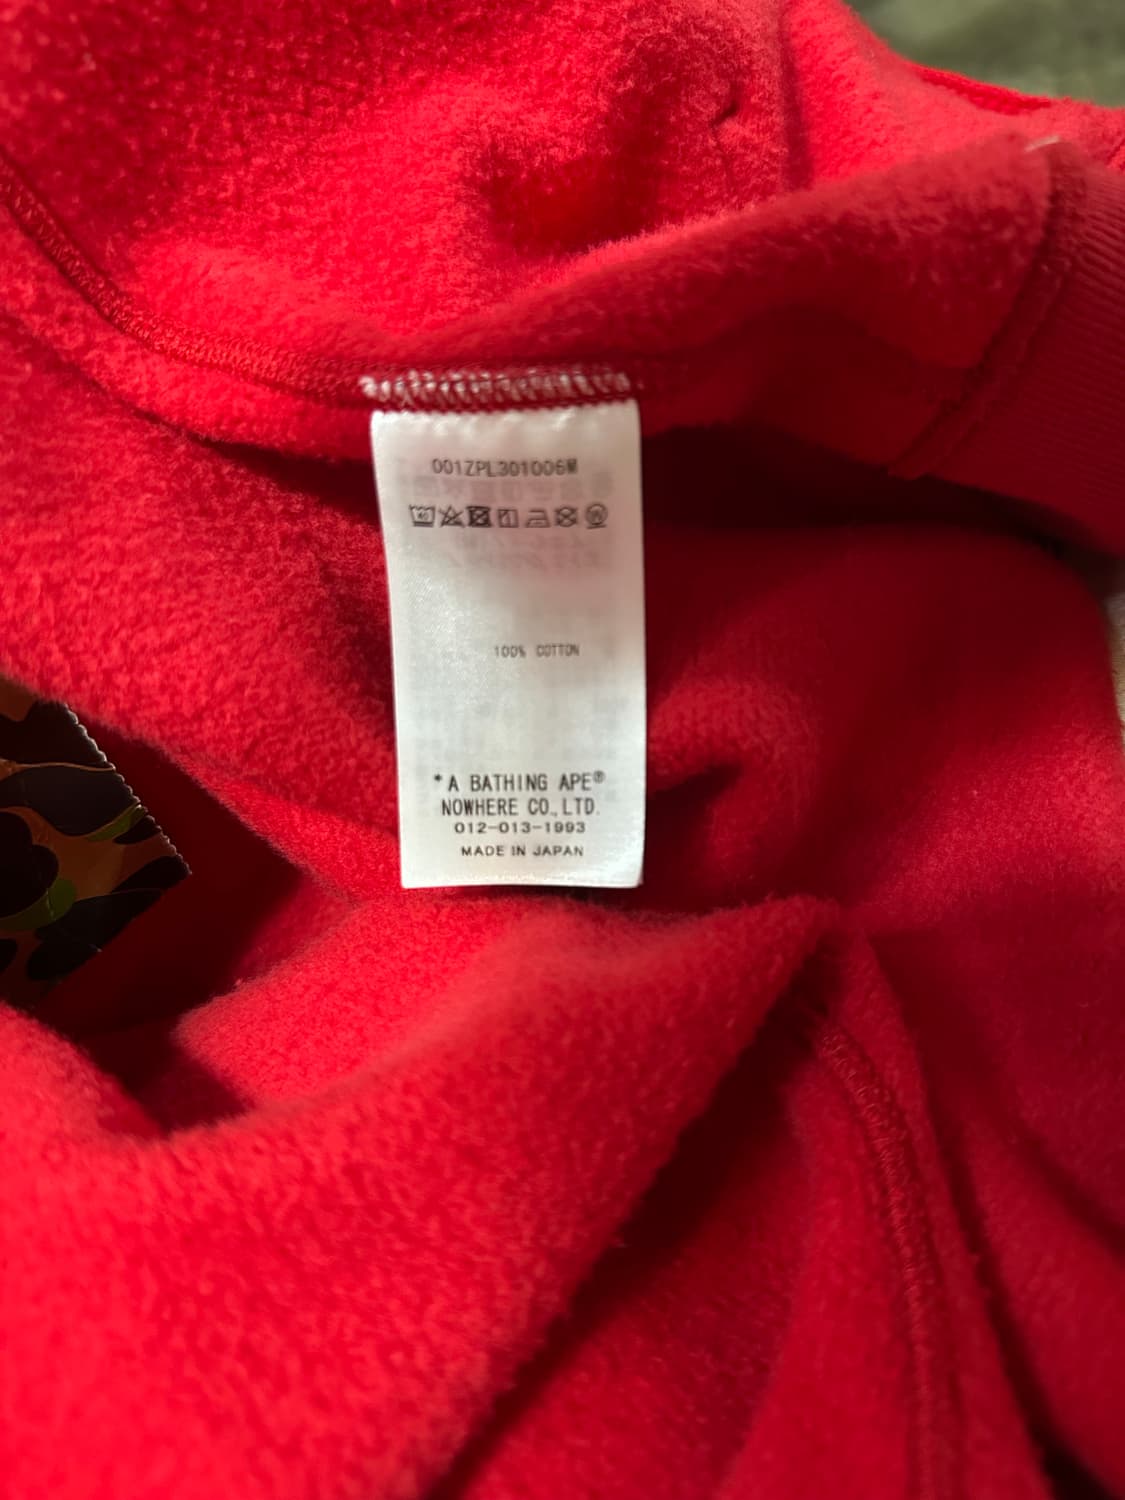 001ZPL301006M
100% COTTON
*A BATHING APE®
NOWHERE CO.,LTD.
012-013-1993
MADE IN JAPAN